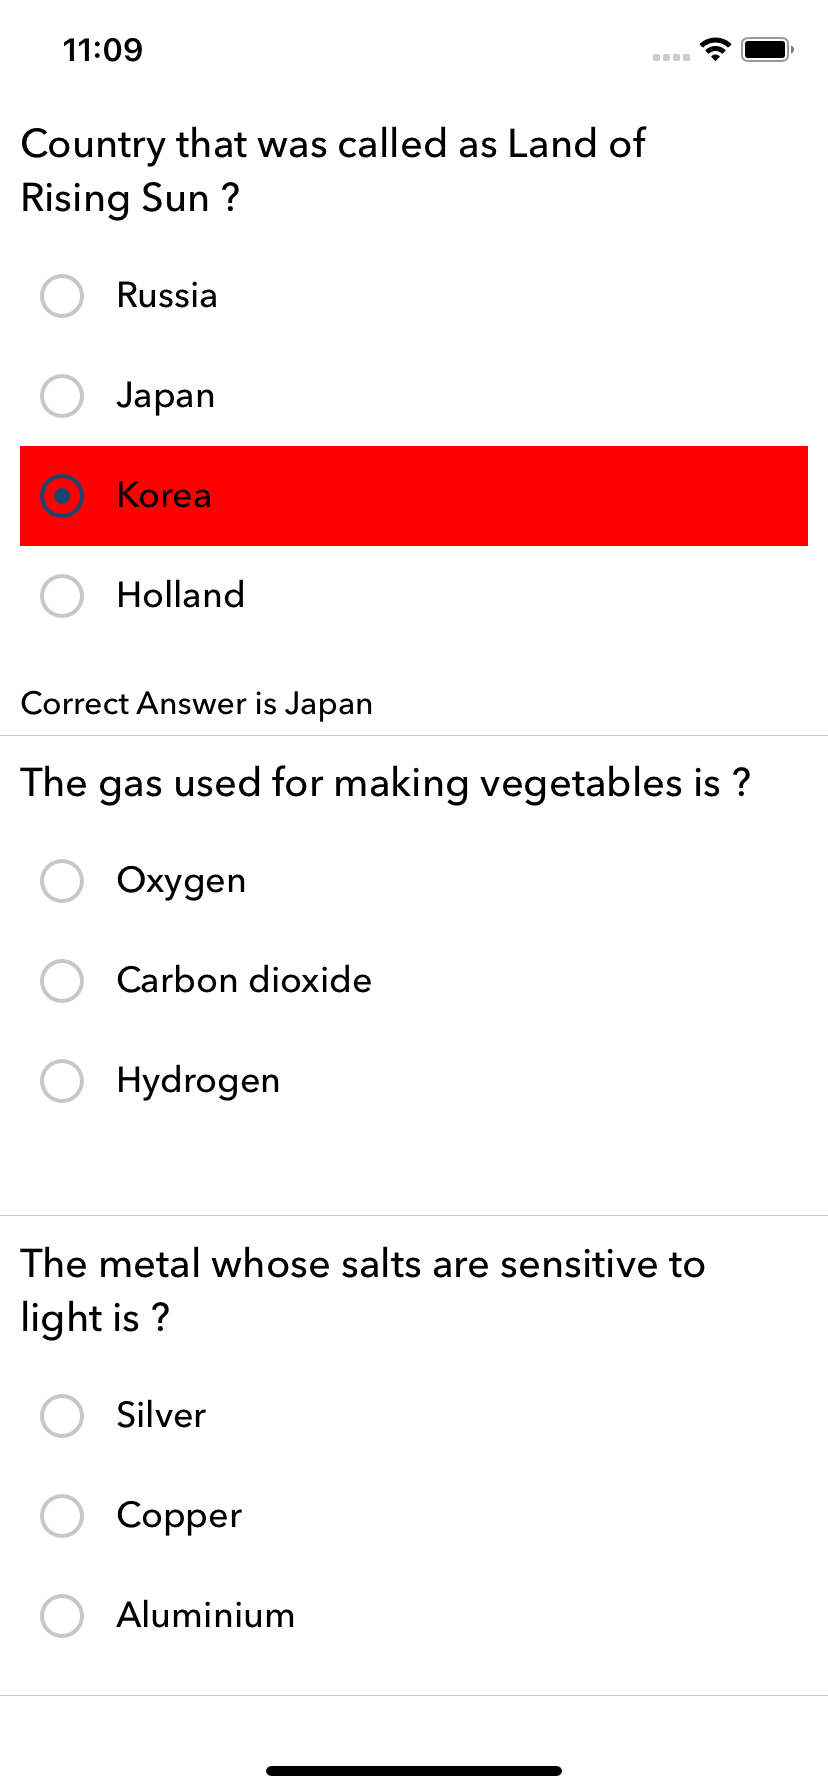 11:09
Country that was called as Land of
Rising Sun ?
Russia
Japan
Korea
Holland
Correct Answer is Japan
The gas used for making vegetables is ?
Oxygen
Carbon dioxide
Hydrogen
The metal whose salts are sensitive to
light is ?
Silver
Copper
Aluminium